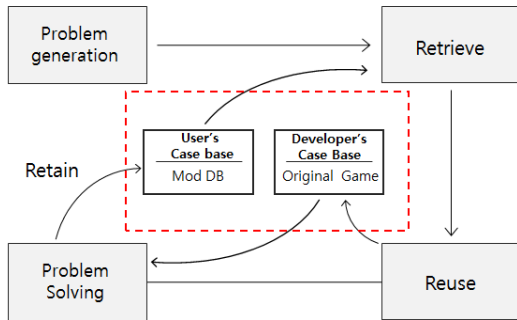 Problem
generation
Retrieve
User's
Case base
Mod DB
Developer's
Case Base
Original Game
Retain
Problem
Solving
Reuse